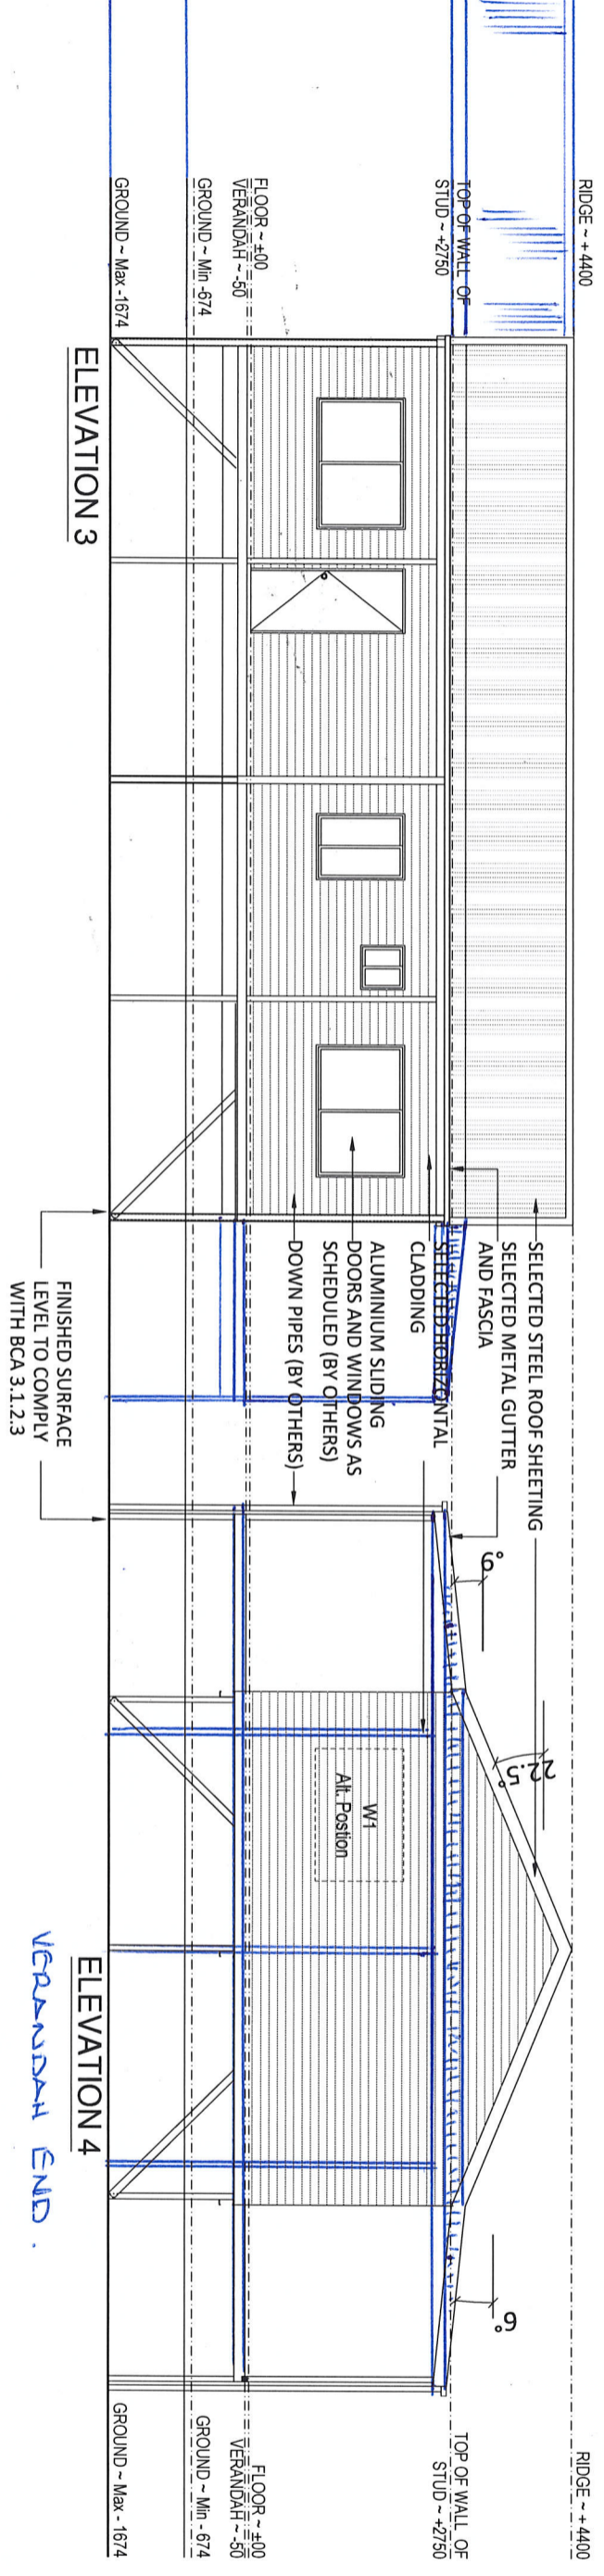 RIDGE ~ + 4400
TOP OF WALL OF
STUD ~ +2750
FLOOR ~ ±00
VERANDAH ~ -50
GROUND ~ Min -674
GROUND ~ Max -1674
ELEVATION 3
SELECTED STEEL ROOF SHEETING
SELECTED METAL GUTTER
AND FASCIA
SELECTED HORIZONTAL
CLADDING
ALUMINIUM SLIDING
DOORS AND WINDOWS AS
SCHEDULED (BY OTHERS)
DOWN PIPES (BY OTHERS)
FINISHED SURFACE
LEVEL TO COMPLY
WITH BCA 3.1.2.3
22.5°
6°
6°
W1
Alt. Postion
ELEVATION 4
VERANDAH END.
RIDGE ~ + 4400
TOP OF WALL OF
STUD ~ +2750
FLOOR ~ ±00
VERANDAH ~ -50
GROUND ~ Min - 674
GROUND ~ Max - 1674